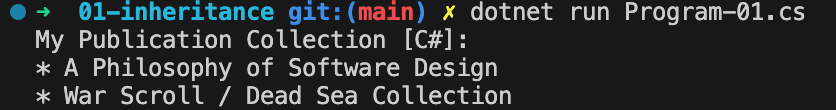 ➜ 01-inheritance git:(main) ✗ dotnet run Program-01.cs
My Publication Collection [C#]:
* A Philosophy of Software Design
* War Scroll / Dead Sea Collection